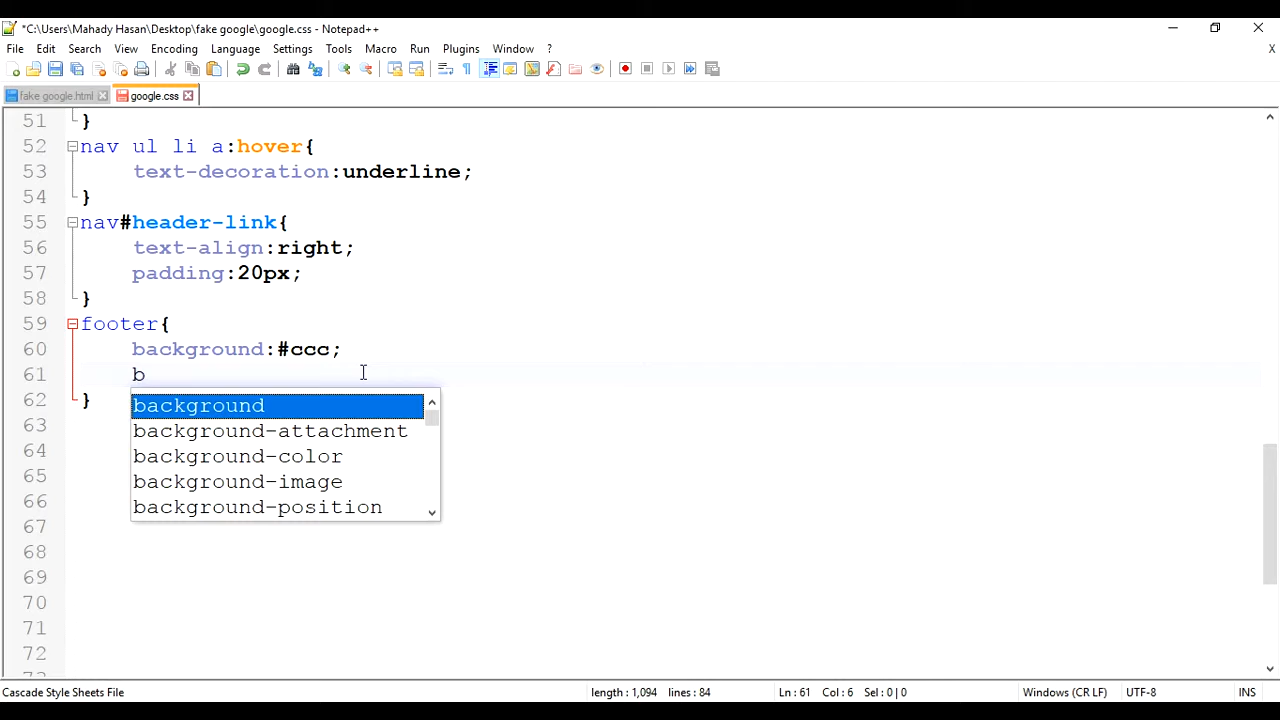 *C:\Users\Mahady Hasan\Desktop\fake google\google.css - Notepad++
File Edit Search View Encoding Language Settings Tools Macro Run Plugins Window ? X
fake google.html google.css
51 }
52 nav ul li a:hover{
53 text-decoration:underline;
54 }
55 nav#header-link{
56 text-align:right;
57 padding:20px;
58 }
59 footer{
60 background:#ccc;
61 b
62 }
background
63
background-attachment
64
background-color
65
background-image
66
background-position
67
68
69
70
71
72
Cascade Style Sheets File length : 1,094 lines : 84 Ln : 61 Col : 6 Sel : 0 | 0 Windows (CR LF) UTF-8 INS